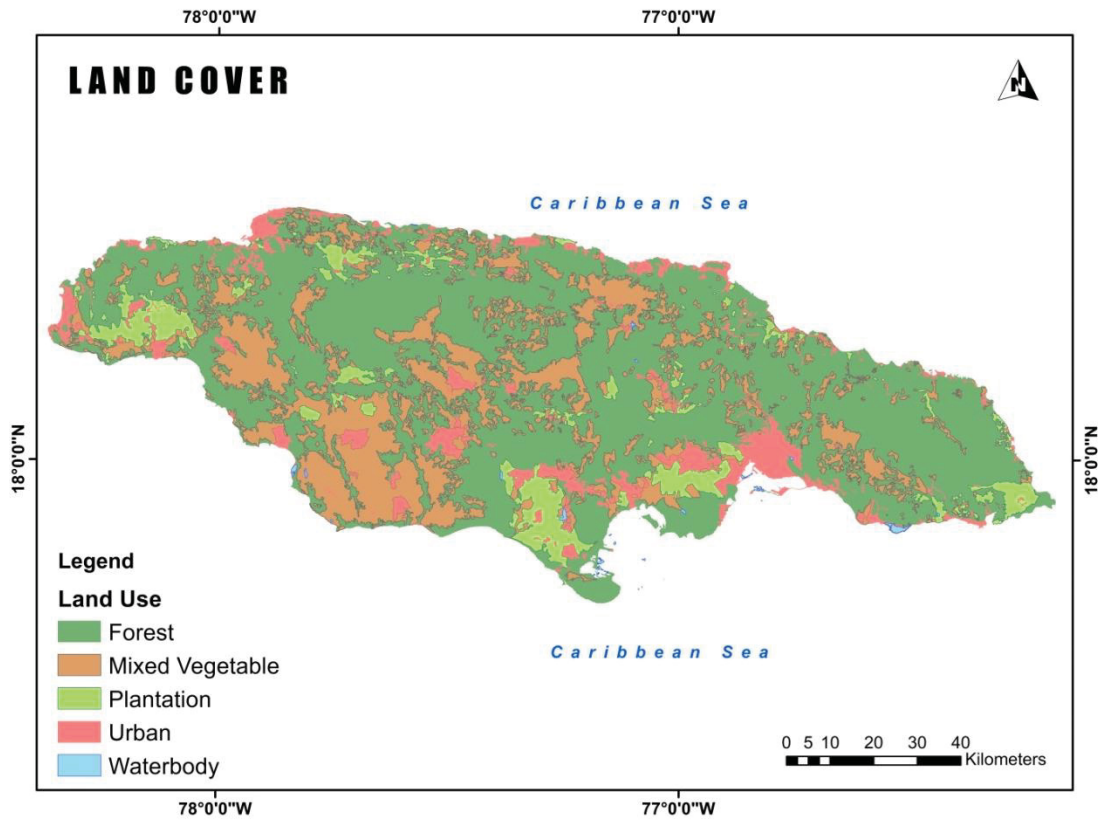 78°0'0"W 77°0'0"W
LAND COVER
N
Caribbean Sea
18°0'0"N 18°0'0"N
Legend
Land Use
Forest
Mixed Vegetable
Plantation
Urban
Waterbody
Caribbean Sea
0 5 10 20 30 40
Kilometers
78°0'0"W 77°0'0"W